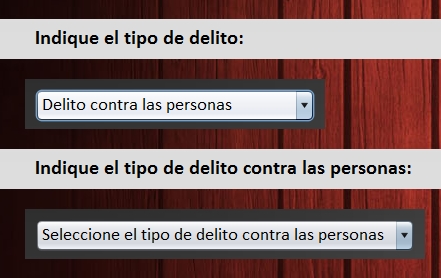 Indique el tipo de delito:
Delito contra las personas
Indique el tipo de delito contra las personas:
Seleccione el tipo de delito contra las personas